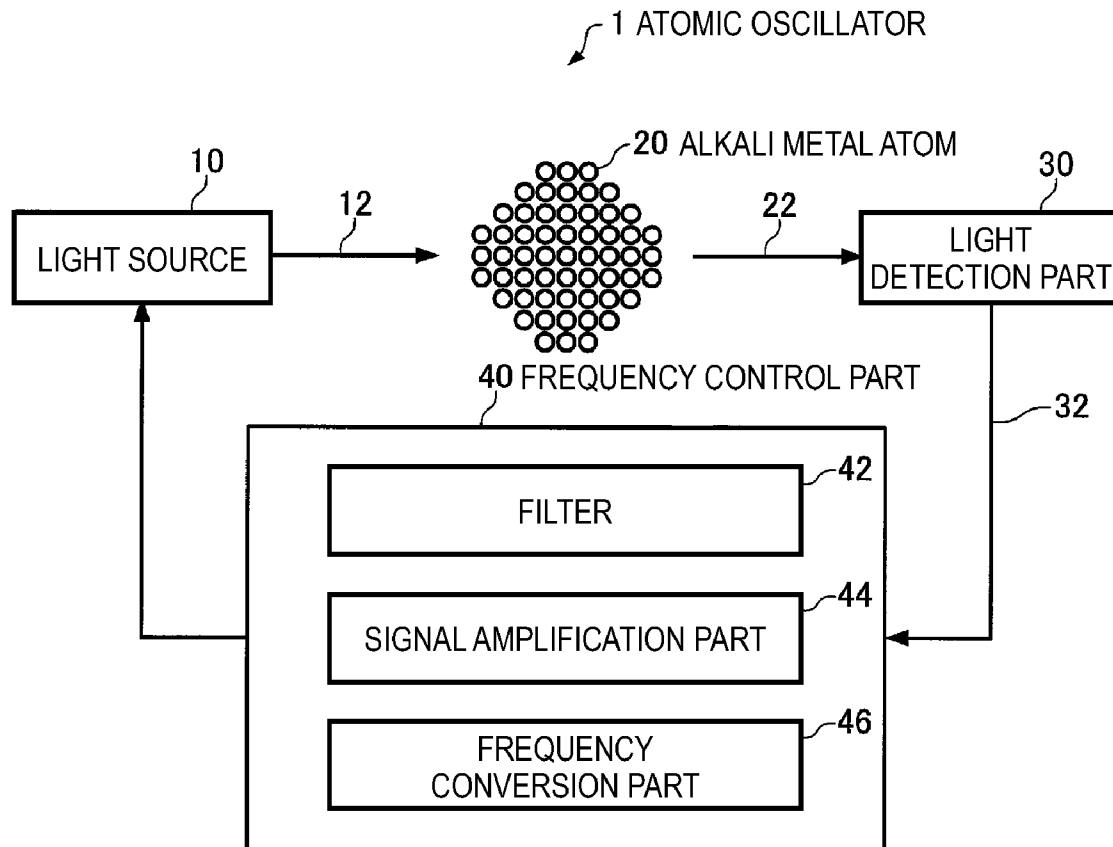 1 ATOMIC OSCILLATOR
20 ALKALI METAL ATOM
10
12
22
30
LIGHT SOURCE
LIGHT
DETECTION PART
40 FREQUENCY CONTROL PART
32
42
FILTER
44
SIGNAL AMPLIFICATION PART
46
FREQUENCY
CONVERSION PART